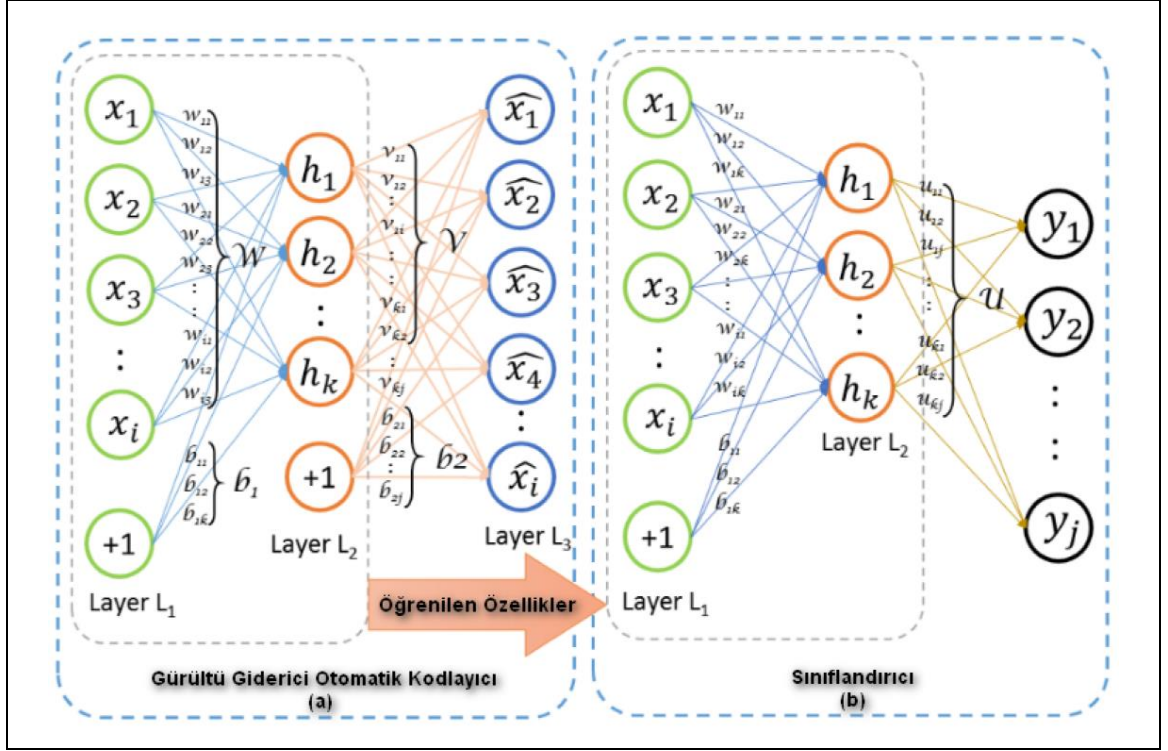 x₁
x₂
x₃
:
xᵢ
+1
Layer L₁
w₁₁
w₁₂
w₁₃
w₂₁
w₂₂
w₂₃
:
:
wᵢ₁
wᵢ₂
wᵢ₃
W
b₁₁
b₁₂
b₁ₖ
b₁
h₁
h₂
:
hₖ
+1
Layer L₂
v₁₁
v₁₂
:
v₁ᵢ
:
:
vₖ₁
vₖ₂
:
vₖⱼ
V
b₂₁
b₂₂
:
b₂ⱼ
b2
x̂₁
x̂₂
x̂₃
x̂₄
:
x̂ᵢ
Layer L₃
Öğrenilen Özellikler
Gürültü Giderici Otomatik Kodlayıcı
(a)
x₁
x₂
x₃
:
xᵢ
+1
Layer L₁
w₁₁
w₁₂
w₁ₖ
w₂₁
w₂₂
w₂ₖ
:
:
wᵢ₁
wᵢ₂
wᵢₖ
b₁₁
b₁₂
b₁ₖ
h₁
h₂
:
hₖ
Layer L₂
u₁₁
u₁₂
u₁ⱼ
:
:
uₖ₁
uₖ₂
uₖⱼ
U
y₁
y₂
:
:
yⱼ
Sınıflandırıcı
(b)